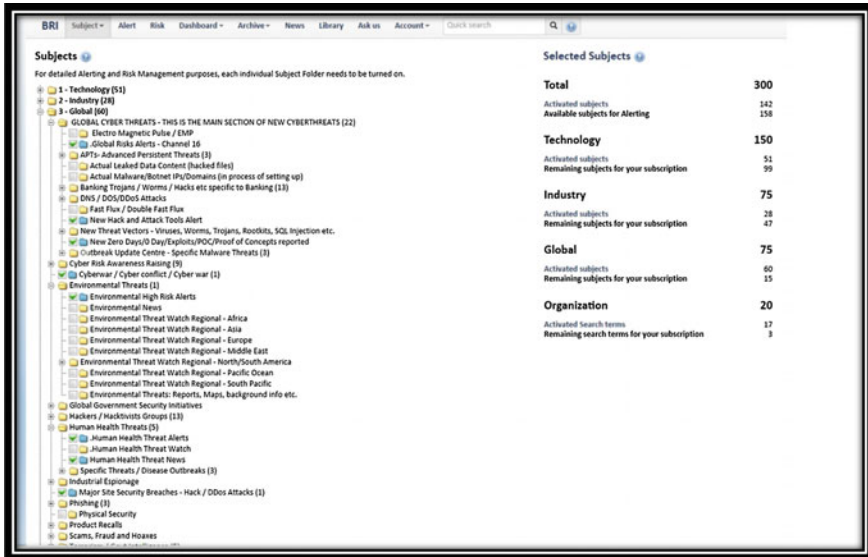 BRI Subject Alert Risk Dashboard Archive News Library Ask us Account Quick search
Subjects
For detailed Alerting and Risk Management purposes, each individual Subject Folder needs to be turned on.
1 - Technology (51)
2 - Industry (28)
3 - Global (60)
GLOBAL CYBER THREATS - THIS IS THE MAIN SECTION OF NEW CYBERTHREATS (22)
Electro Magnetic Pulse / EMP
.Global Risks Alerts - Channel 16
APTs- Advanced Persistent Threats (3)
Actual Leaked Data Content (hacked files)
Actual Malware/Botnet IPs/Domains (in process of setting up)
Banking Trojans / Worms / Hacks etc specific to Banking (13)
DNS / DOS/DDoS Attacks
Fast Flux / Double Fast Flux
New Hack and Attack Tools Alert
New Threat Vectors - Viruses, Worms, Trojans, Rootkits, SQL Injection etc.
New Zero Days/0 Day/Exploits/POC/Proof of Concepts reported
Outbreak Update Centre - Specific Malware Threats (3)
Cyber Risk Awareness Raising (9)
Cyberwar / Cyber conflict / Cyber war (1)
Environmental Threats (1)
Environmental High Risk Alerts
Environmental News
Environmental Threat Watch Regional - Africa
Environmental Threat Watch Regional - Asia
Environmental Threat Watch Regional - Europe
Environmental Threat Watch Regional - Middle East
Environmental Threat Watch Regional - North/South America
Environmental Threat Watch Regional - Pacific Ocean
Environmental Threat Watch Regional - South Pacific
Environmental Threats: Reports, Maps, background info etc.
Global Government Security Initiatives
Hackers / Hacktivists Groups (13)
Human Health Threats (5)
.Human Health Threat Alerts
.Human Health Threat Watch
Human Health Threat News
Specific Threats / Disease Outbreaks (3)
Industrial Espionage
Major Site Security Breaches - Hack / DDos Attacks (1)
Phishing (3)
Physical Security
Product Recalls
Scams, Fraud and Hoaxes
Selected Subjects
Total 300
Activated subjects 142
Available subjects for Alerting 158
Technology 150
Activated subjects 51
Remaining subjects for your subscription 99
Industry 75
Activated subjects 28
Remaining subjects for your subscription 47
Global 75
Activated subjects 60
Remaining subjects for your subscription 15
Organization 20
Activated Search terms 17
Remaining search terms for your subscription 3